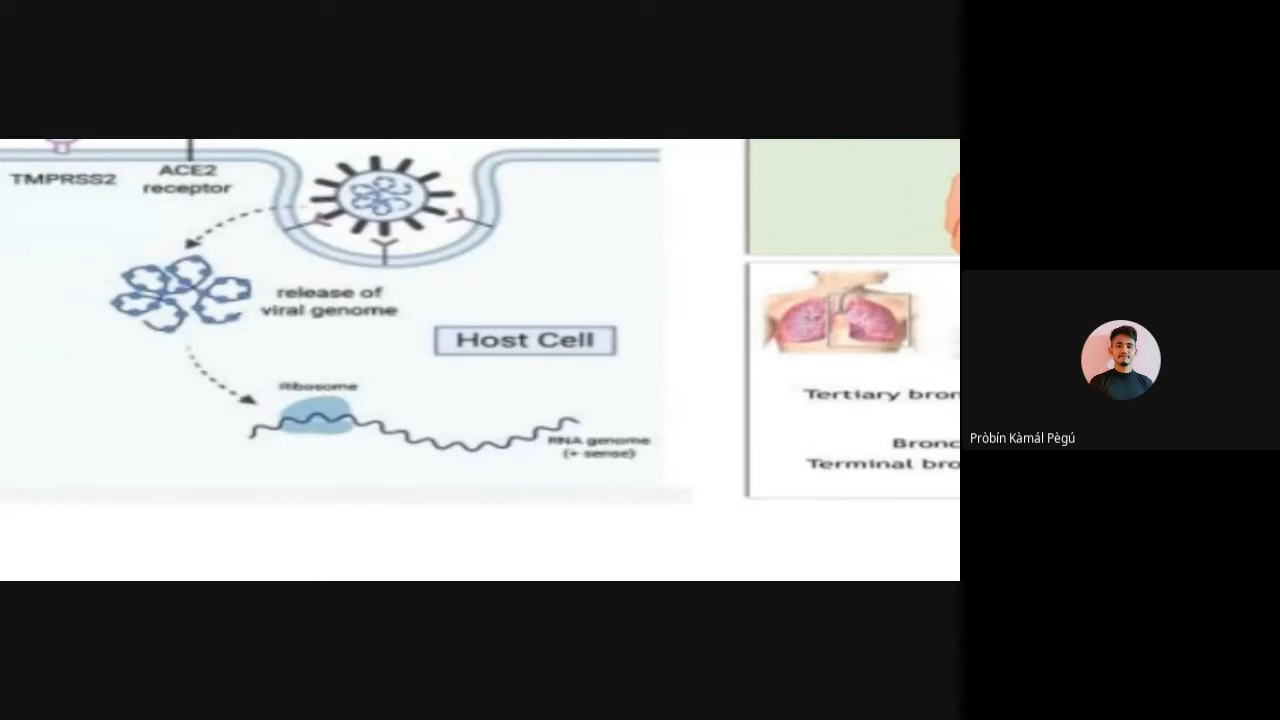 TMPRSS2
ACE2
receptor
release of
viral genome
Host Cell
Ribosome
RNA genome
(+ sense)
Tertiary bron
Bronc
Terminal bro
Pròbín Kàmál Pègú